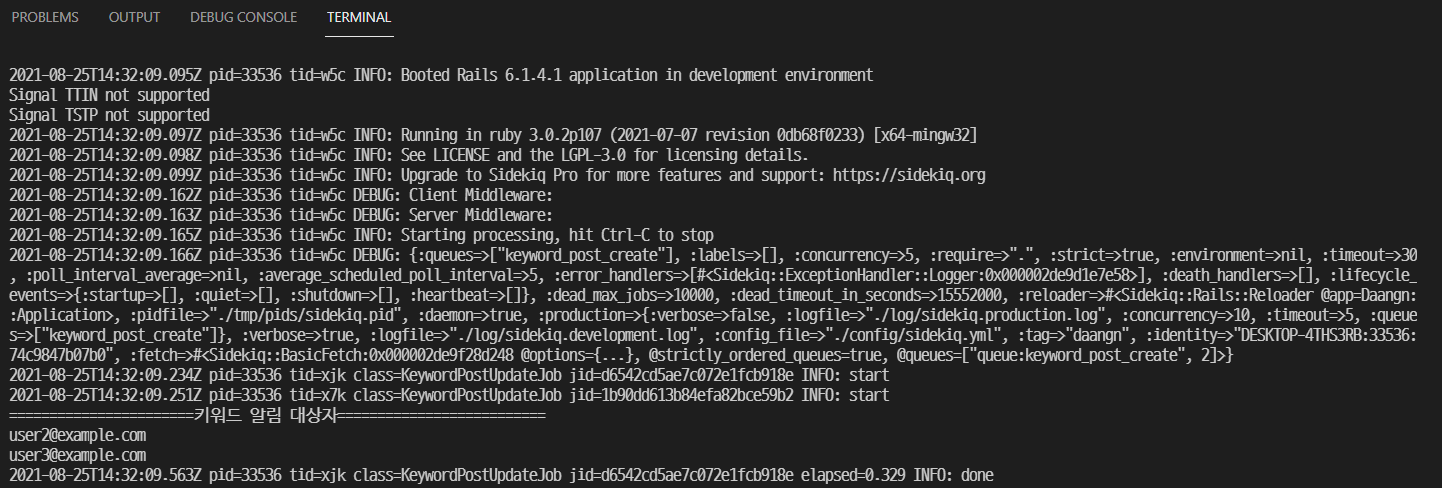 PROBLEMS OUTPUT DEBUG CONSOLE TERMINAL
2021-08-25T14:32:09.095Z pid=33536 tid=w5c INFO: Booted Rails 6.1.4.1 application in development environment
Signal TTIN not supported
Signal TSTP not supported
2021-08-25T14:32:09.097Z pid=33536 tid=w5c INFO: Running in ruby 3.0.2p107 (2021-07-07 revision 0db68f0233) [x64-mingw32]
2021-08-25T14:32:09.098Z pid=33536 tid=w5c INFO: See LICENSE and the LGPL-3.0 for licensing details.
2021-08-25T14:32:09.099Z pid=33536 tid=w5c INFO: Upgrade to Sidekiq Pro for more features and support: https://sidekiq.org
2021-08-25T14:32:09.162Z pid=33536 tid=w5c DEBUG: Client Middleware:
2021-08-25T14:32:09.163Z pid=33536 tid=w5c DEBUG: Server Middleware:
2021-08-25T14:32:09.165Z pid=33536 tid=w5c INFO: Starting processing, hit Ctrl-C to stop
2021-08-25T14:32:09.166Z pid=33536 tid=w5c DEBUG: {:queues=>["keyword_post_create"], :labels=>[], :concurrency=>5, :require=>".", :strict=>true, :environment=>nil, :timeout=>30
, :poll_interval_average=>nil, :average_scheduled_poll_interval=>5, :error_handlers=>[#<Sidekiq::ExceptionHandler::Logger:0x000002de9d1e7e58>], :death_handlers=>[], :lifecycle_
events=>{:startup=>[], :quiet=>[], :shutdown=>[], :heartbeat=>[]}, :dead_max_jobs=>10000, :dead_timeout_in_seconds=>15552000, :reloader=>#<Sidekiq::Rails::Reloader @app=Daangn:
:Application>, :pidfile=>"./tmp/pids/sidekiq.pid", :daemon=>true, :production=>{:verbose=>false, :logfile=>"./log/sidekiq.production.log", :concurrency=>10, :timeout=>5, :queue
s=>["keyword_post_create"]}, :verbose=>true, :logfile=>"./log/sidekiq.development.log", :config_file=>"./config/sidekiq.yml", :tag=>"daangn", :identity=>"DESKTOP-4THS3RB:33536:
74c9847b07b0", :fetch=>#<Sidekiq::BasicFetch:0x000002de9f28d248 @options={...}, @strictly_ordered_queues=true, @queues=["queue:keyword_post_create", 2]>}
2021-08-25T14:32:09.234Z pid=33536 tid=xjk class=KeywordPostUpdateJob jid=d6542cd5ae7c072e1fcb918e INFO: start
2021-08-25T14:32:09.251Z pid=33536 tid=x7k class=KeywordPostUpdateJob jid=1b90dd613b84efa82bce59b2 INFO: start
=======================키워드 알림 대상자==========================
user2@example.com
user3@example.com
2021-08-25T14:32:09.563Z pid=33536 tid=xjk class=KeywordPostUpdateJob jid=d6542cd5ae7c072e1fcb918e elapsed=0.329 INFO: done